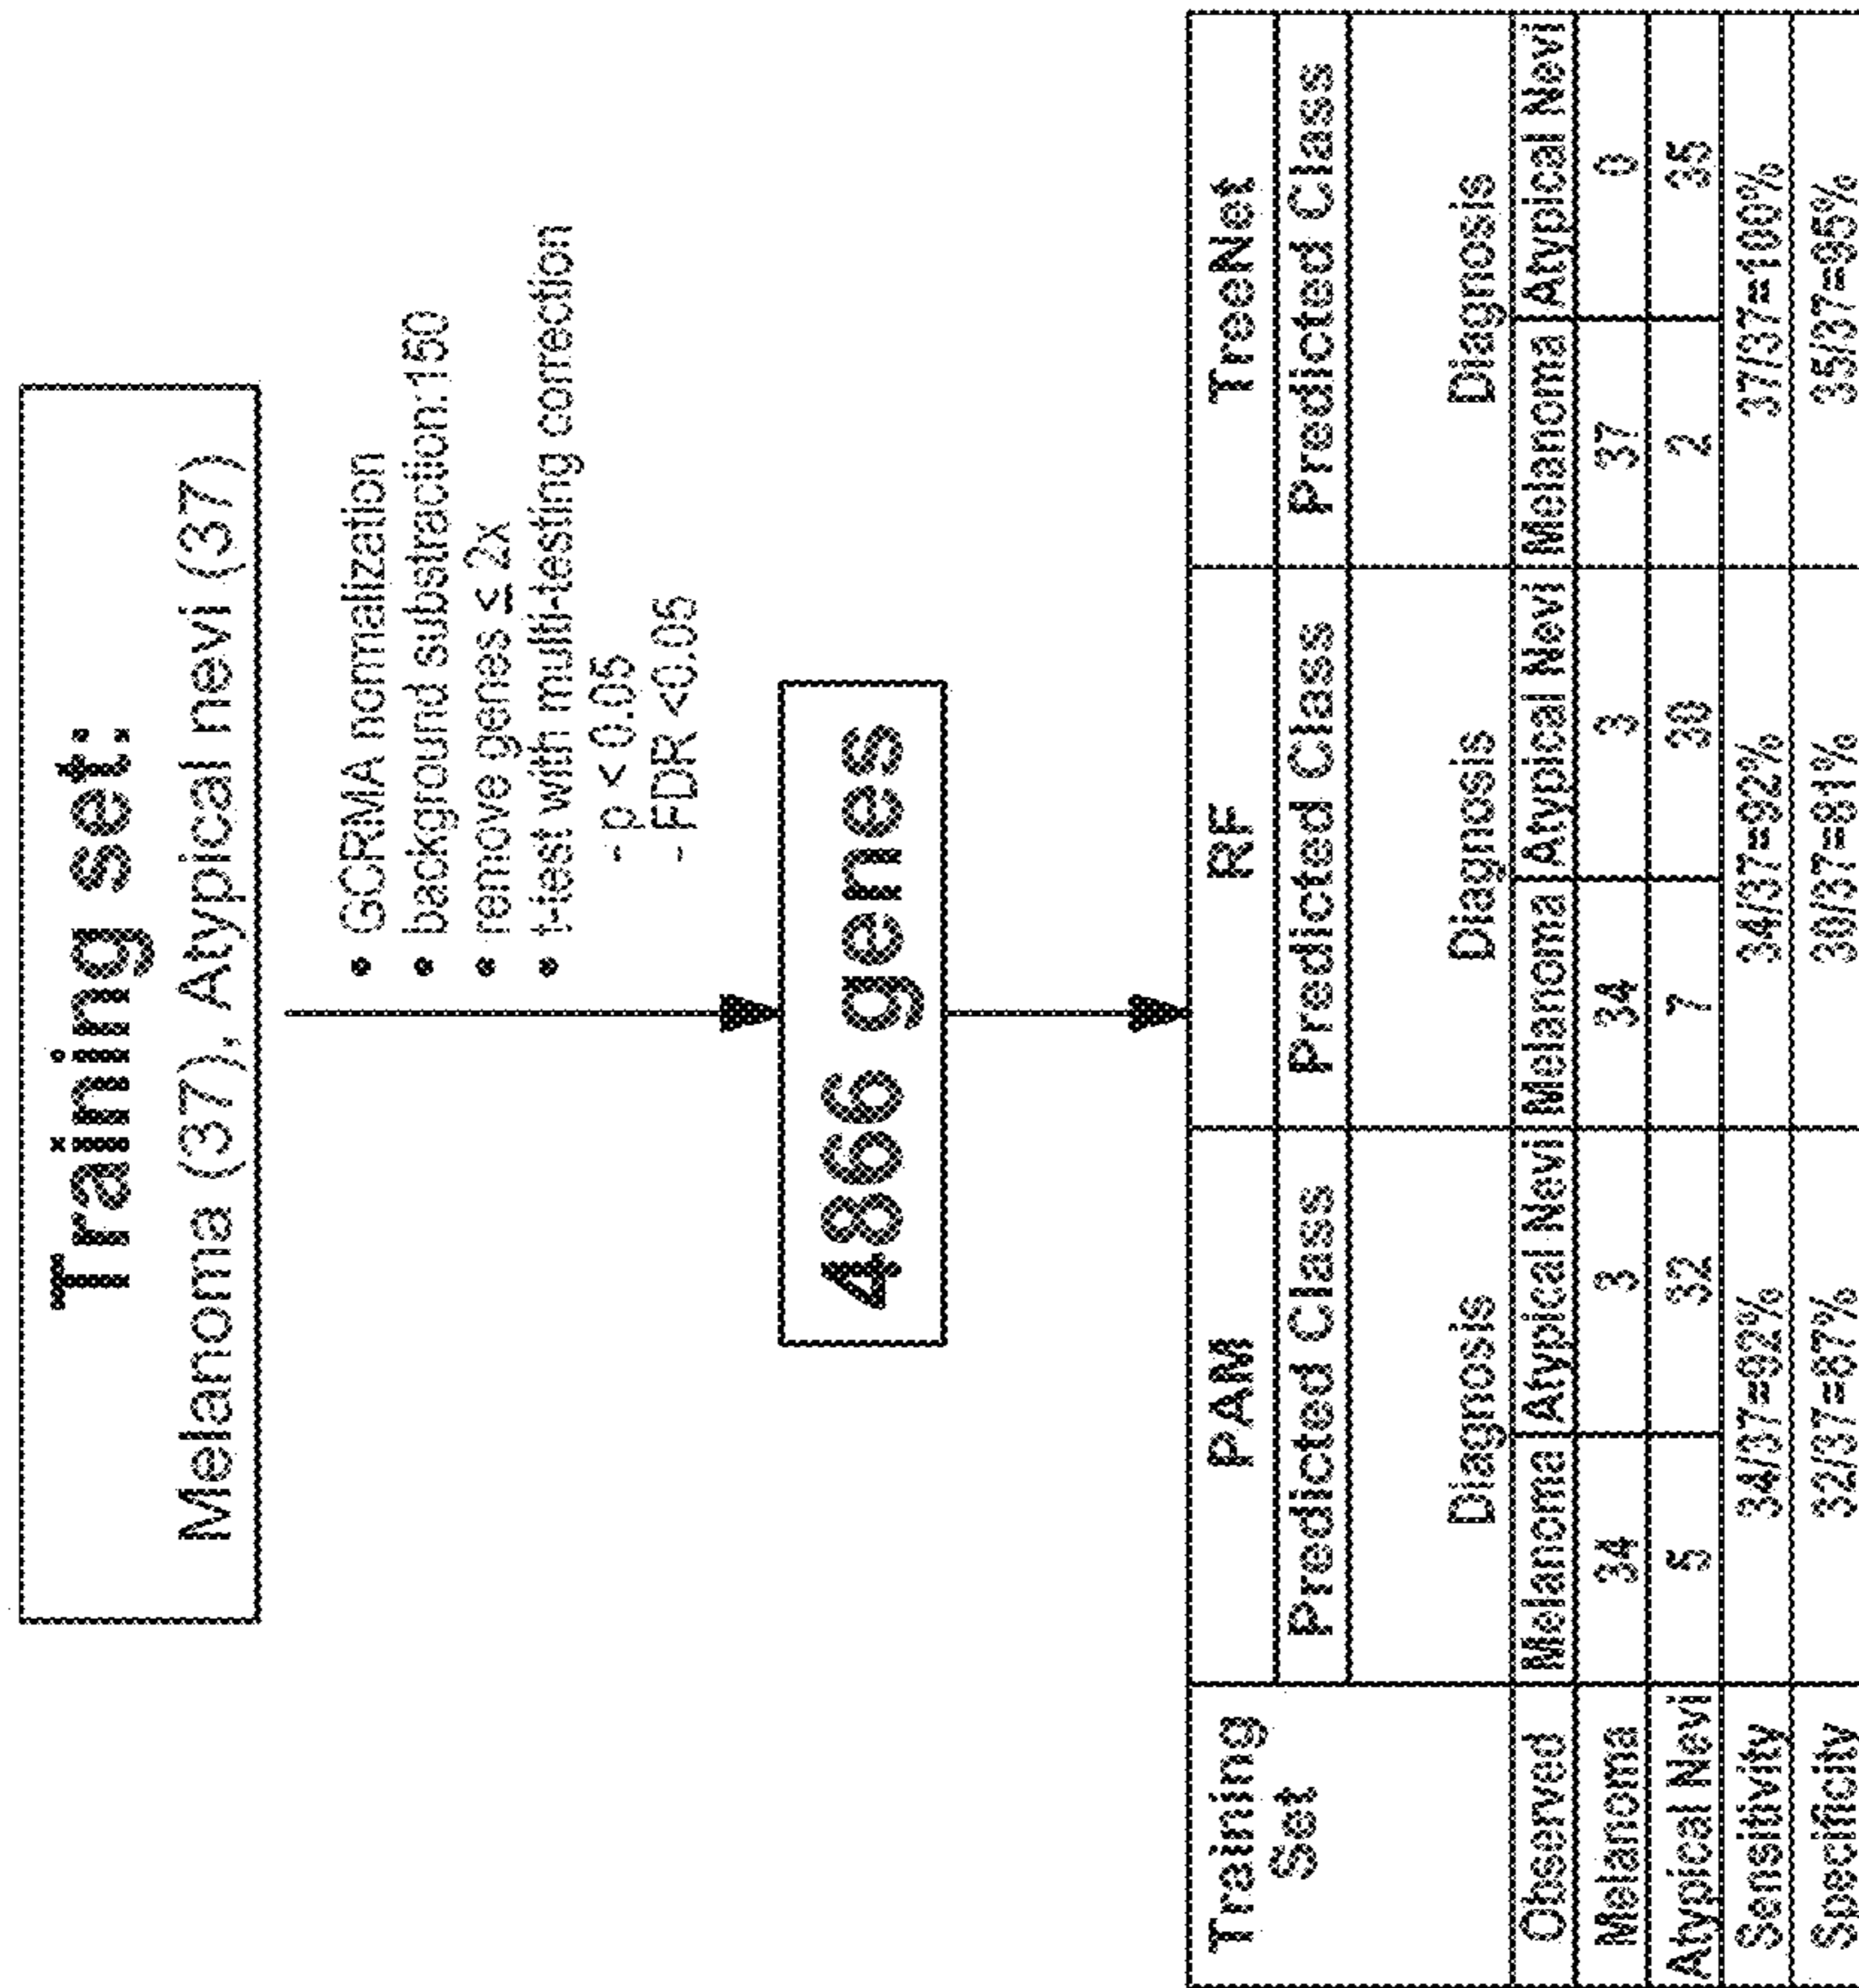 Training set:
Melanoma (37), Atypical nevi (37)
• GCRMA normalization
• background substraction:150
• remove genes ≤ 2x
• t-test with multi-testing correction
- p < 0.05
- FDR <0.05
4866 genes
Training Set PAM RF TreeNet
Predicted Class Predicted Class Predicted Class
Diagnosis Diagnosis Diagnosis
Observed Melanoma Atypical Nevi Melanoma Atypical Nevi Melanoma Atypical Nevi
Melanoma 34 3 34 3 37 0
Atypical Nevi 5 32 7 30 2 35
Sensitivity 34/37=92% 34/37=92% 37/37=100%
Specificity 32/37=87% 30/37=81% 35/37=95%